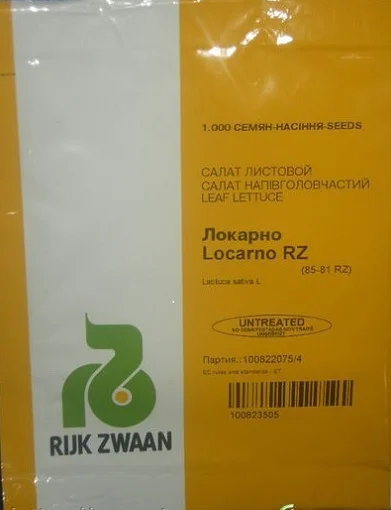 1.000 СЕМЯН-НАСІННЯ-SEEDS
САЛАТ ЛИСТОВОЙ
САЛАТ НАПІВГОЛОВЧАСТИЙ
LEAF LETTUCE
Локарно
Locarno RZ
(85-81 RZ)
Lactuca sativa L.
UNTREATED
Партия.:100822075/4
EC rules and standards - ST
100823505
RIJK ZWAAN